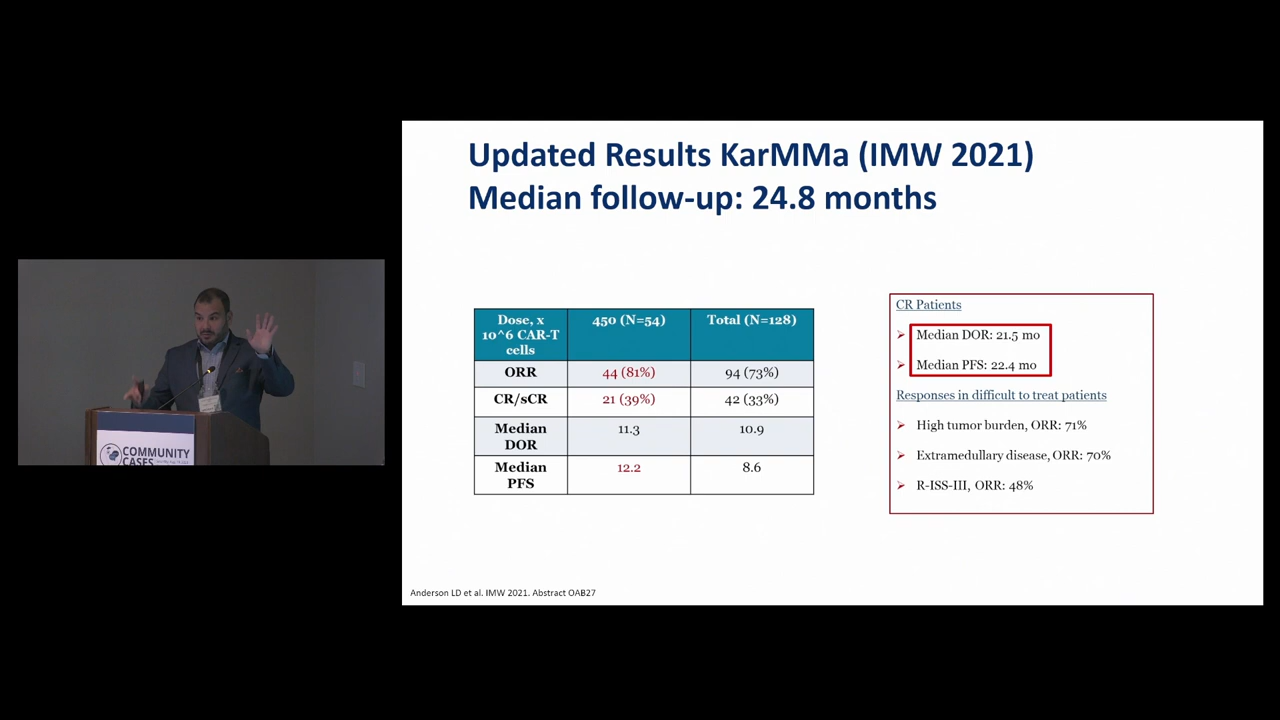 Updated Results KarMMa (IMW 2021)
Median follow-up: 24.8 months
Dose, x
10^6 CAR-T
cells
450 (N=54)
Total (N=128)
ORR
44 (81%)
94 (73%)
CR/sCR
21 (39%)
42 (33%)
Median
DOR
11.3
10.9
Median
PFS
12.2
8.6
CR Patients
Median DOR: 21.5 mo
Median PFS: 22.4 mo
Responses in difficult to treat patients
High tumor burden, ORR: 71%
Extramedullary disease, ORR: 70%
R-ISS-III, ORR: 48%
Anderson LD et al. IMW 2021. Abstract OAB27
COMMUNITY
CASES